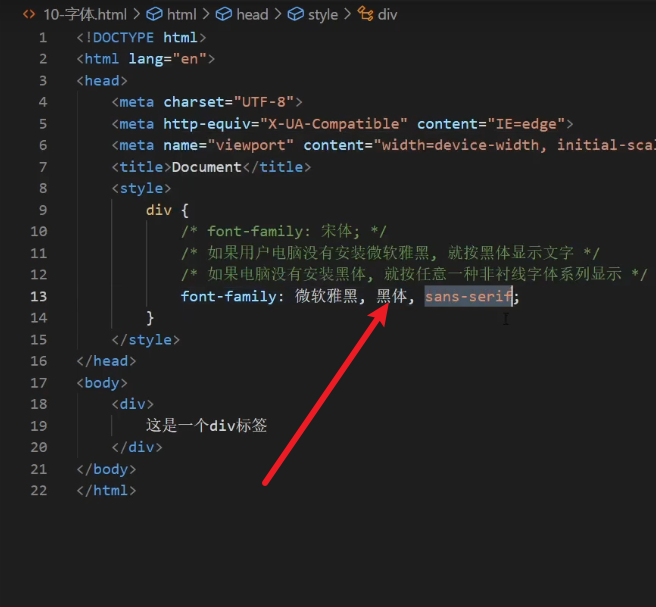 10-字体.html > html > head > style > div
1 <!DOCTYPE html>
2 <html lang="en">
3 <head>
4 <meta charset="UTF-8">
5 <meta http-equiv="X-UA-Compatible" content="IE=edge">
6 <meta name="viewport" content="width=device-width, initial-scal
7 <title>Document</title>
8 <style>
9 div {
10 /* font-family: 宋体; */
11 /* 如果用户电脑没有安装微软雅黑, 就按黑体显示文字 */
12 /* 如果电脑没有安装黑体, 就按任意一种非衬线字体系列显示 */
13 font-family: 微软雅黑, 黑体, sans-serif;
14 }
15 </style>
16 </head>
17 <body>
18 <div>
19 这是一个div标签
20 </div>
21 </body>
22 </html>